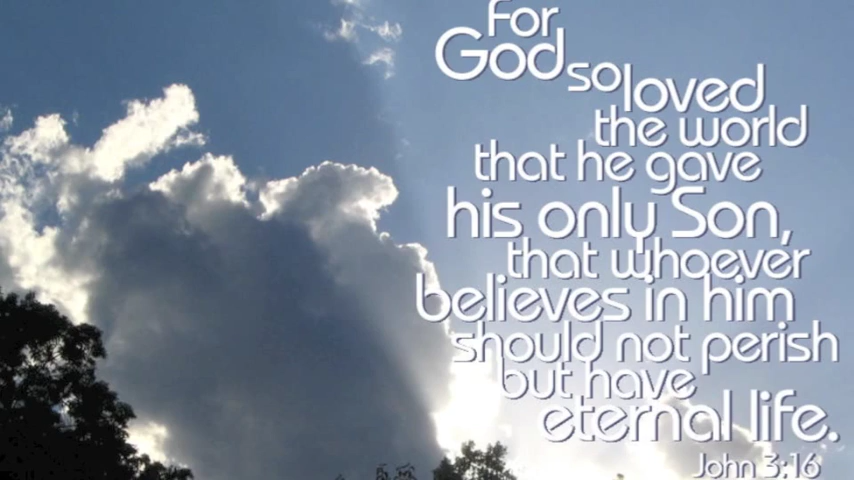 For
God
so
loved
the world
that he gave
his only Son,
that whoever
believes in him
should not perish
but have
eternal life.
John 3:16